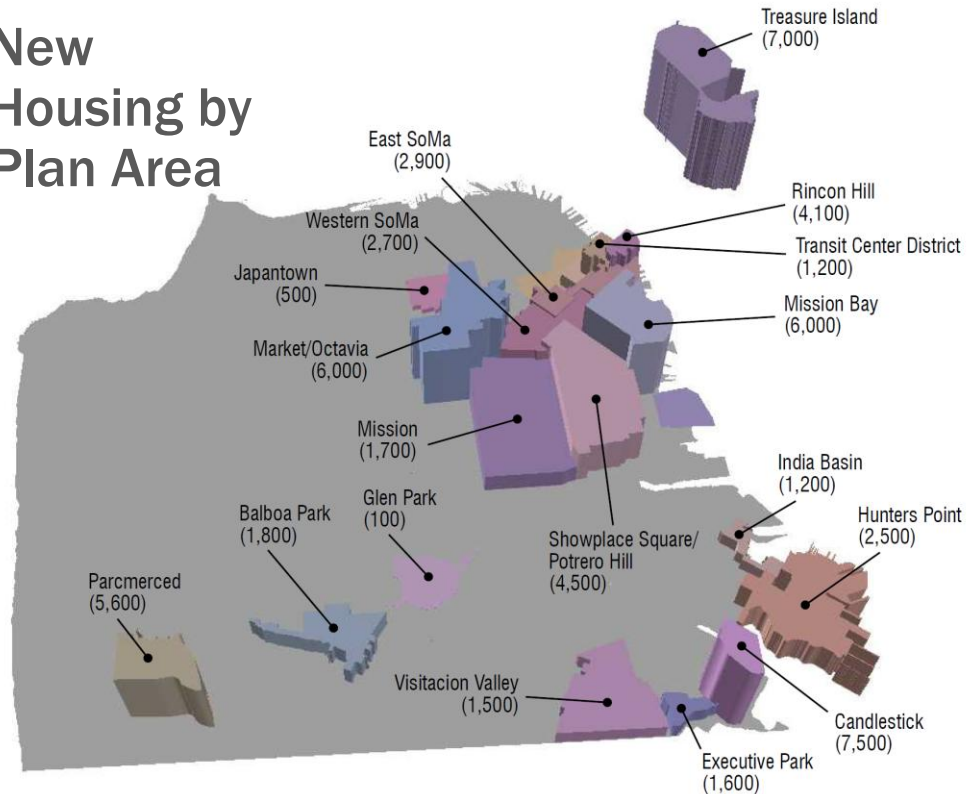 New
Housing by
Plan Area
Treasure Island
(7,000)
East SoMa
(2,900)
Rincon Hill
(4,100)
Western SoMa
(2,700)
Transit Center District
(1,200)
Japantown
(500)
Mission Bay
(6,000)
Market/Octavia
(6,000)
Mission
(1,700)
India Basin
(1,200)
Glen Park
(100)
Balboa Park
(1,800)
Hunters Point
(2,500)
Showplace Square/
Potrero Hill
(4,500)
Parcmerced
(5,600)
Visitacion Valley
(1,500)
Candlestick
(7,500)
Executive Park
(1,600)